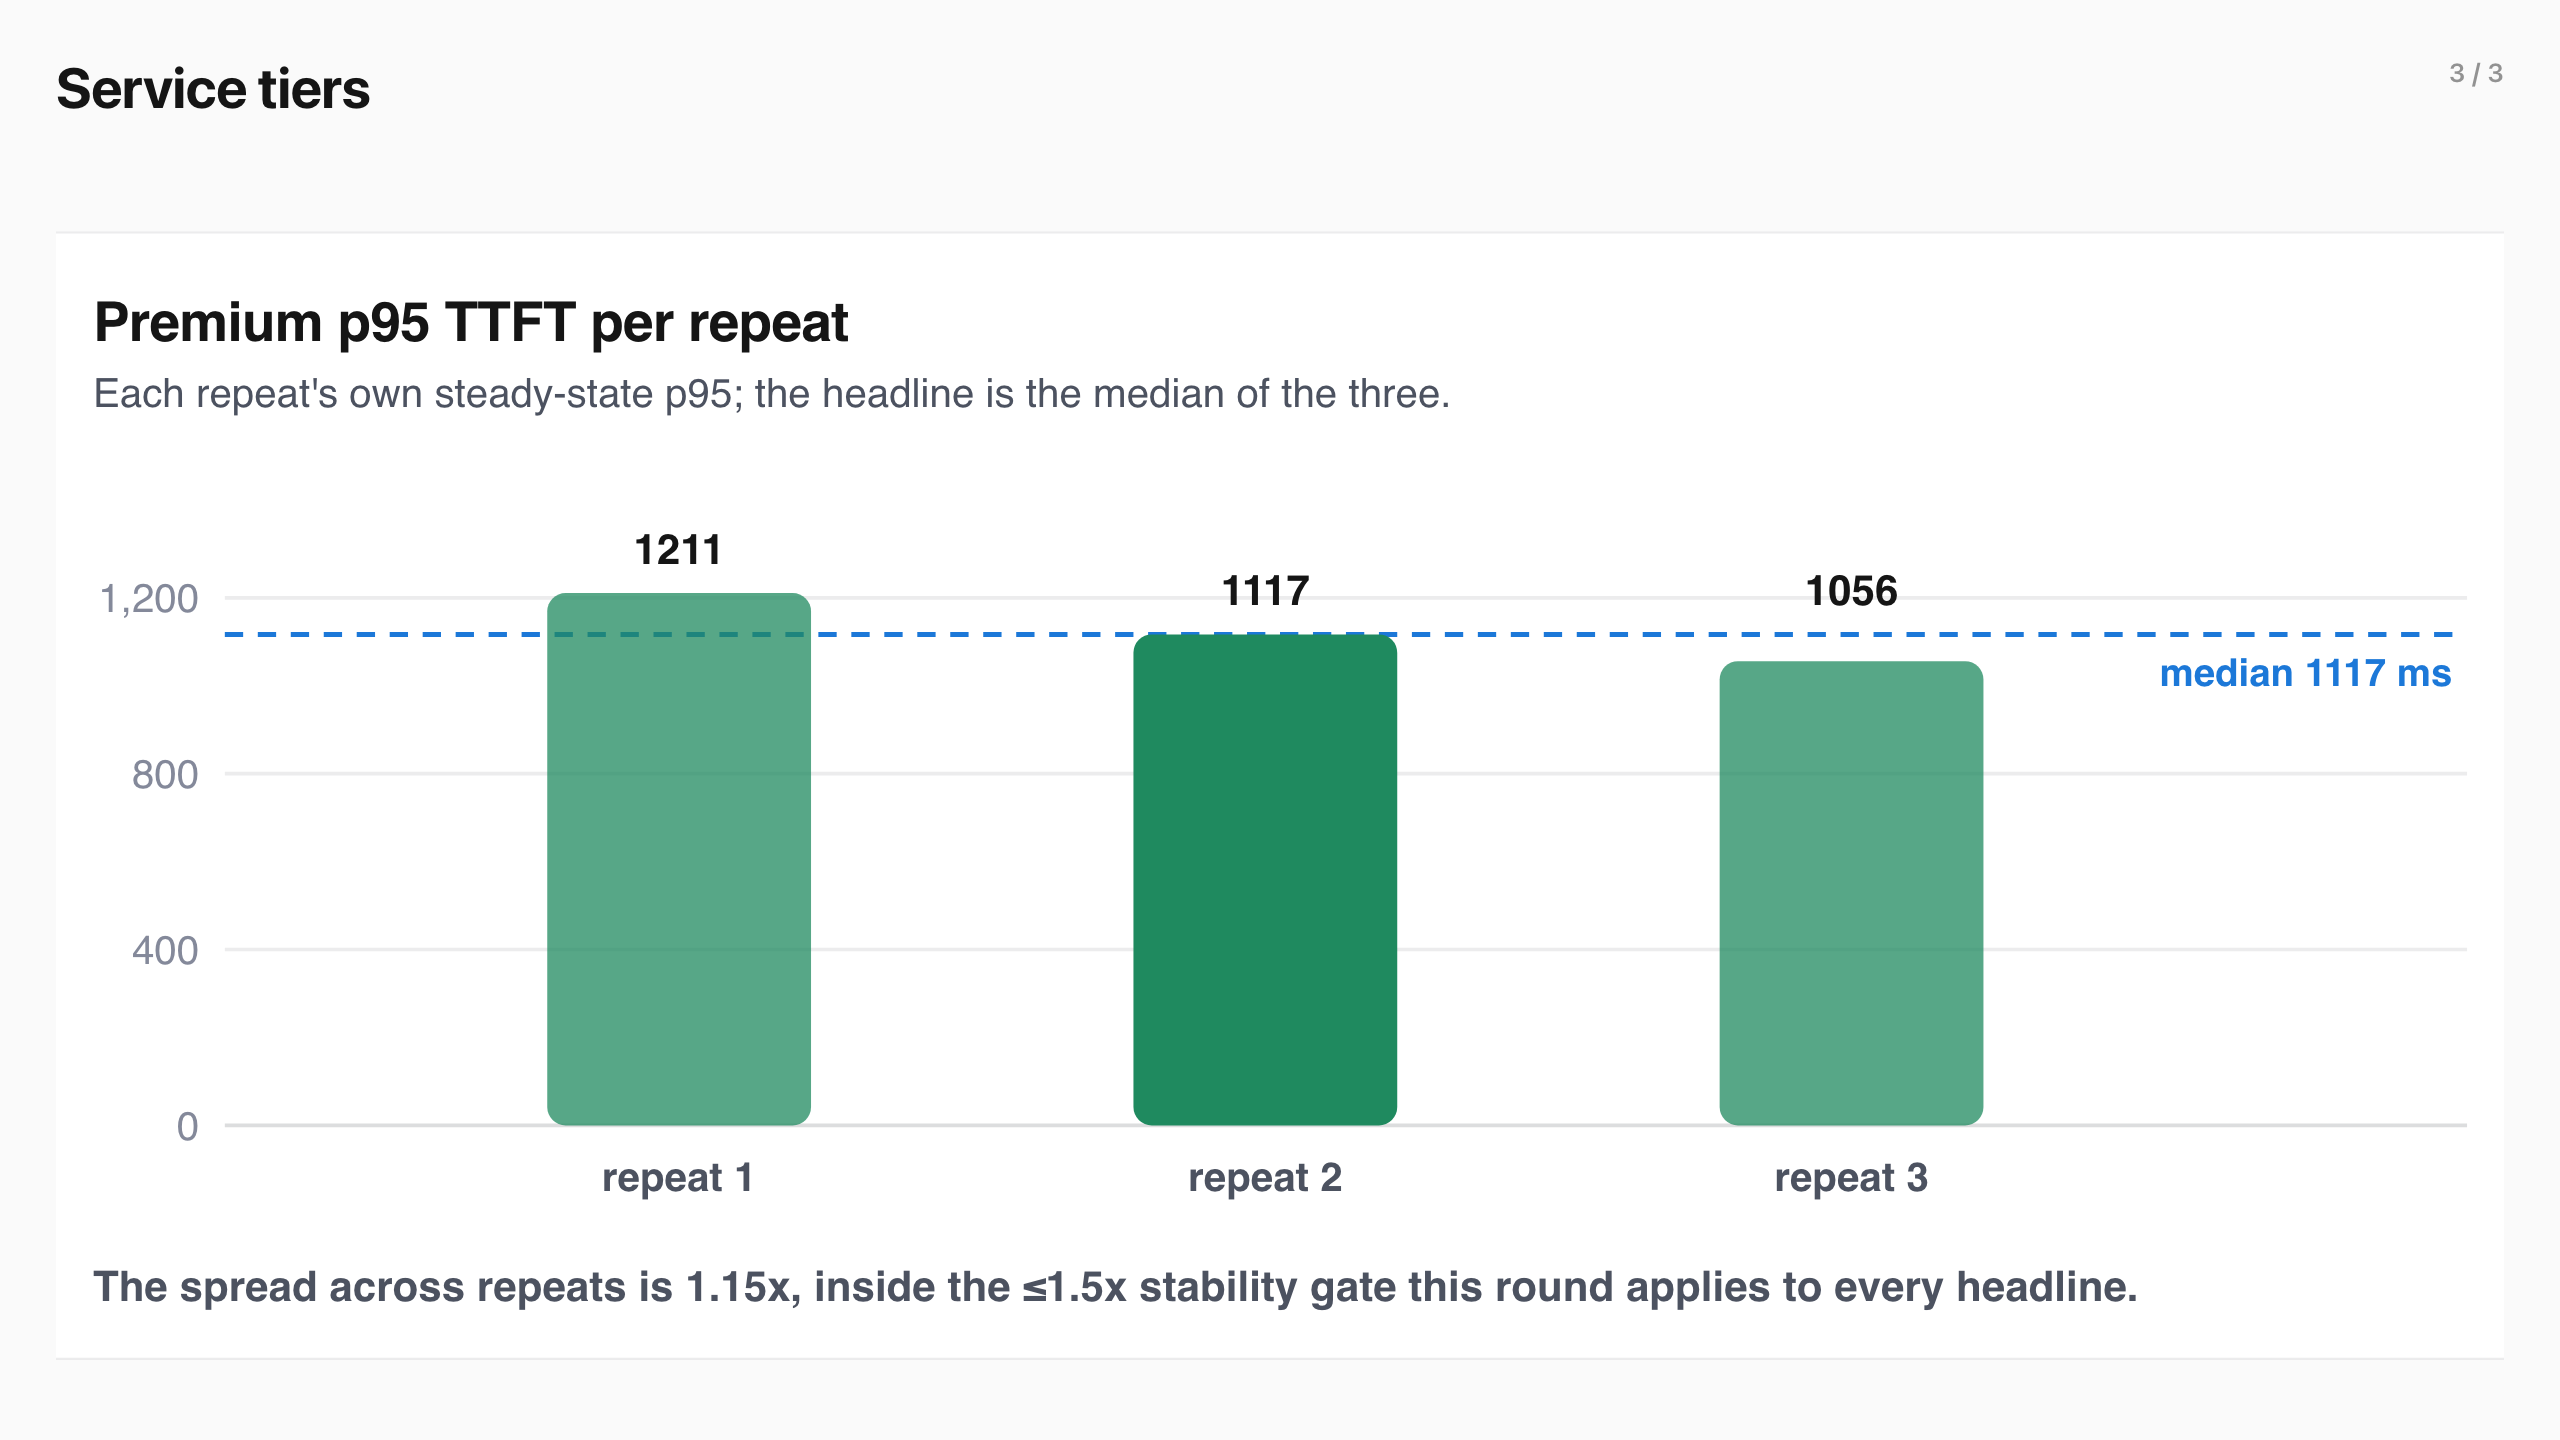 Service tiers
3 / 3
Premium p95 TTFT per repeat
Each repeat's own steady-state p95; the headline is the median of the three.
1211
1117
1056
1,200
median 1117 ms
800
400
0
repeat 1
repeat 2
repeat 3
The spread across repeats is 1.15x, inside the ≤1.5x stability gate this round applies to every headline.